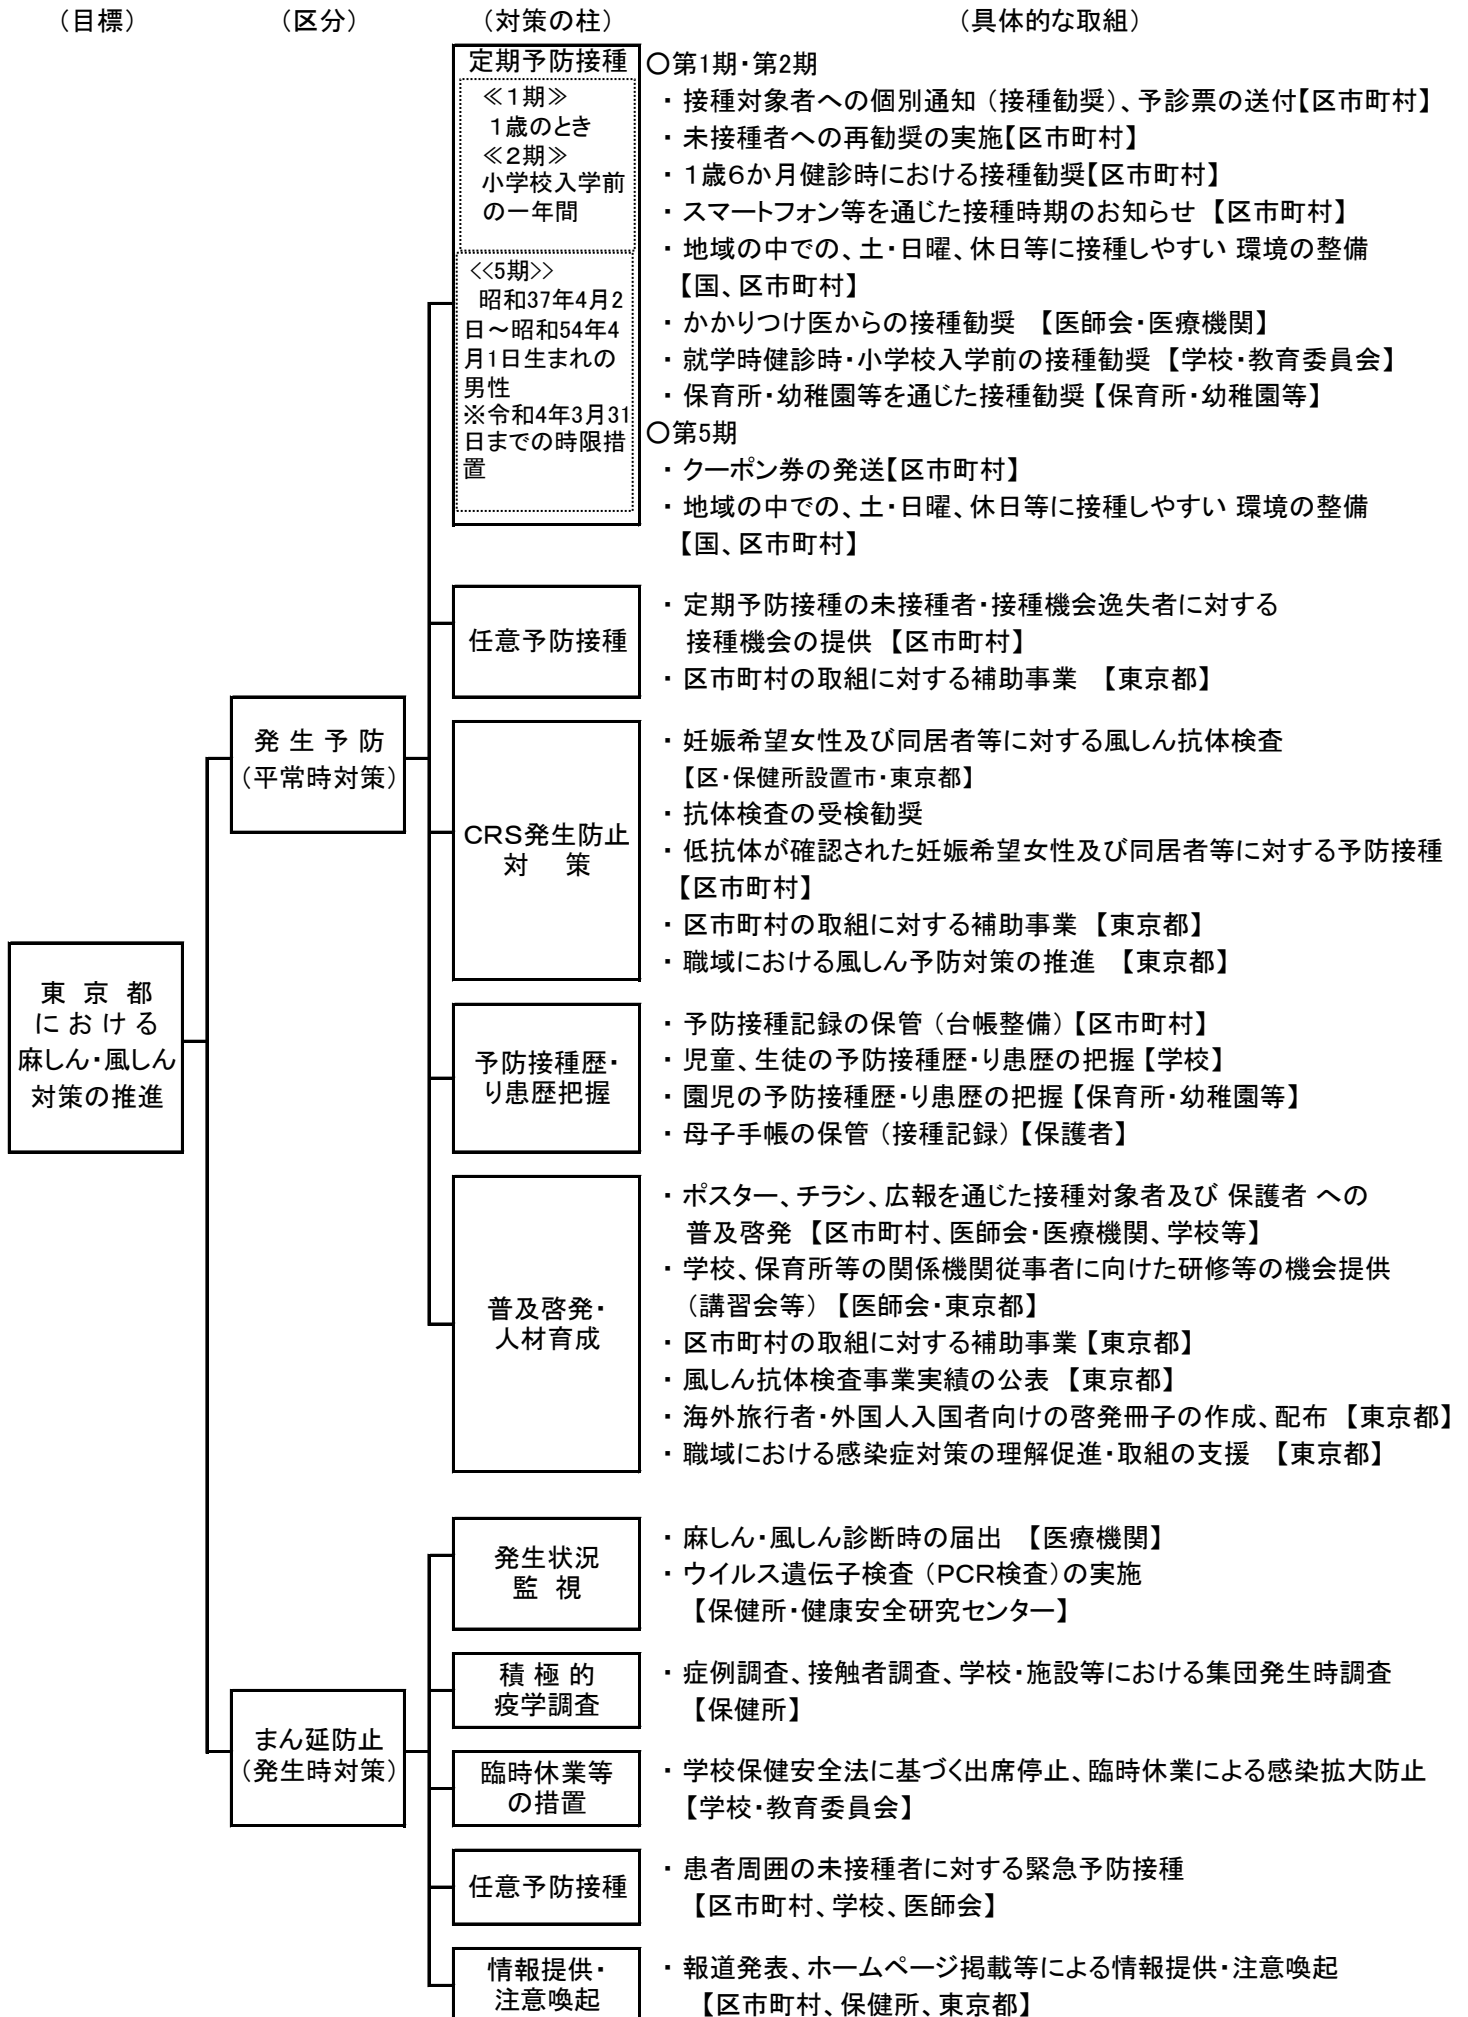 （目標）
（区分）
（対策の柱）
（具体的な取組）
定期予防接種
≪１期≫
１歳のとき
≪２期≫
小学校入学前
の一年間
<<5期>>
昭和37年4月2
日～昭和54年4
月1日生まれの
男性
※令和4年3月31
日までの時限措
置
○第1期・第2期
・ 接種対象者への個別通知（接種勧奨）、予診票の送付【区市町村】
・ 未接種者への再勧奨の実施【区市町村】
・ １歳６か月健診時における接種勧奨【区市町村】
・ スマートフォン等を通じた接種時期のお知らせ 【区市町村】
・ 地域の中での、土・日曜、休日等に接種しやすい 環境の整備
【国、区市町村】
・ かかりつけ医からの接種勧奨 【医師会・医療機関】
・ 就学時健診時・小学校入学前の接種勧奨 【学校・教育委員会】
・ 保育所・幼稚園等を通じた接種勧奨 【保育所・幼稚園等】
○第5期
・ クーポン券の発送【区市町村】
・ 地域の中での、土・日曜、休日等に接種しやすい 環境の整備
【国、区市町村】
任意予防接種
・ 定期予防接種の未接種者・接種機会逸失者に対する
接種機会の提供 【区市町村】
・ 区市町村の取組に対する補助事業 【東京都】
発 生 予 防
（平常時対策）
CRS発生防止
対 策
・ 妊娠希望女性及び同居者等に対する風しん抗体検査
【区・保健所設置市・東京都】
・ 抗体検査の受検勧奨
・ 低抗体が確認された妊娠希望女性及び同居者等に対する予防接種
【区市町村】
・ 区市町村の取組に対する補助事業 【東京都】
・ 職域における風しん予防対策の推進 【東京都】
東 京 都
に お け る
麻しん・風しん
対策の推進
予防接種歴・
り患歴把握
・ 予防接種記録の保管（台帳整備）【区市町村】
・ 児童、生徒の予防接種歴・り患歴の把握 【学校】
・ 園児の予防接種歴・り患歴の把握 【保育所・幼稚園等】
・ 母子手帳の保管（接種記録）【保護者】
普及啓発・
人材育成
・ ポスター、チラシ、広報を通じた接種対象者及び 保護者 への
普及啓発 【区市町村、医師会・医療機関、学校等】
・ 学校、保育所等の関係機関従事者に向けた研修等の機会提供
（講習会等） 【医師会・東京都】
・ 区市町村の取組に対する補助事業 【東京都】
・ 風しん抗体検査事業実績の公表 【東京都】
・ 海外旅行者・外国人入国者向けの啓発冊子の作成、配布 【東京都】
・ 職域における感染症対策の理解促進・取組の支援 【東京都】
発生状況
監 視
・ 麻しん・風しん診断時の届出 【医療機関】
・ ウイルス遺伝子検査（PCR検査）の実施
【保健所・健康安全研究センター】
積 極 的
疫学調査
・ 症例調査、接触者調査、学校・施設等における集団発生時調査
【保健所】
まん延防止
（発生時対策）
臨時休業等
の措置
・ 学校保健安全法に基づく出席停止、臨時休業による感染拡大防止
【学校・教育委員会】
任意予防接種
・ 患者周囲の未接種者に対する緊急予防接種
【区市町村、学校、医師会】
情報提供・
注意喚起
・ 報道発表、ホームページ掲載等による情報提供・注意喚起
【区市町村、保健所、東京都】